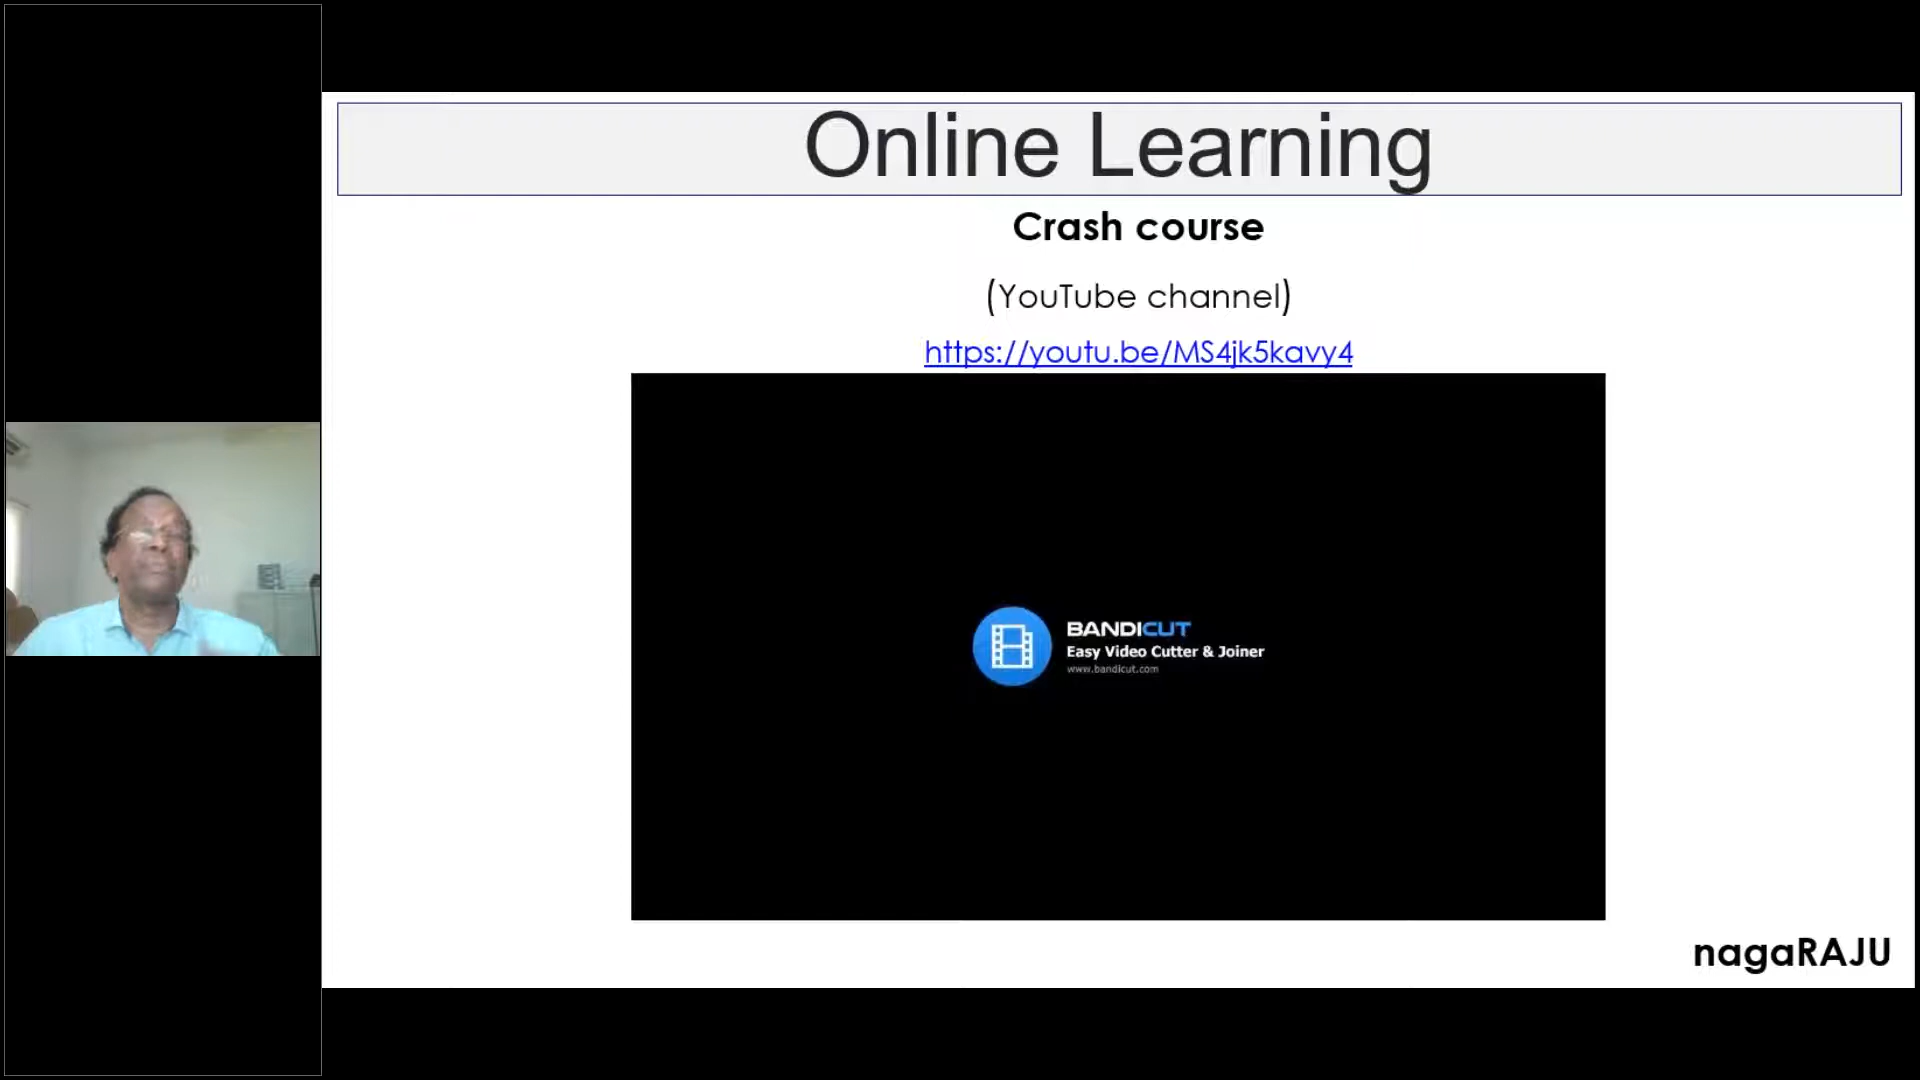 Online Learning
Crash course
(YouTube channel)
https://youtu.be/MS4jk5kavy4
BANDICUT
Easy Video Cutter & Joiner
www.bandicut.com
nagaRAJU